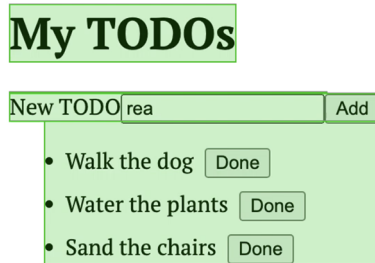 My TODOs
New TODO rea Add
Walk the dog Done
Water the plants Done
Sand the chairs Done